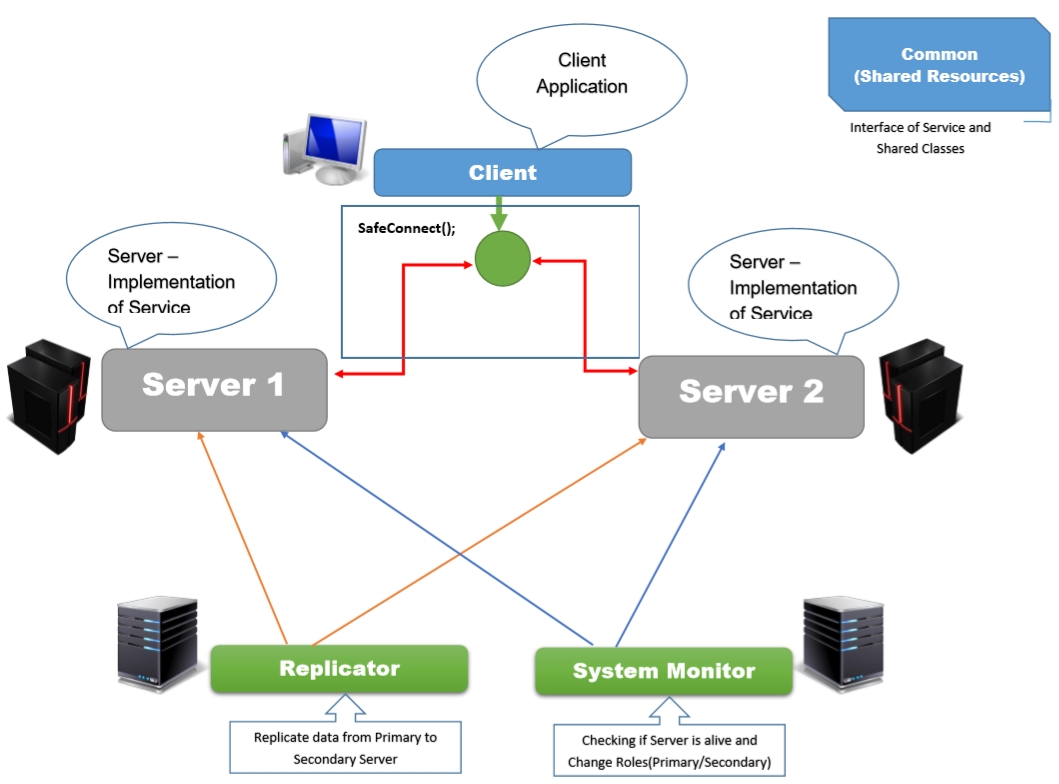 Client
Application
Common
(Shared Resources)
Interface of Service and
Shared Classes
Client
SafeConnect();
Server –
Implementation
of Service
Server –
Implementation
of Service
Server 1
Server 2
Replicator
System Monitor
Replicate data from Primary to
Secondary Server
Checking if Server is alive and
Change Roles(Primary/Secondary)